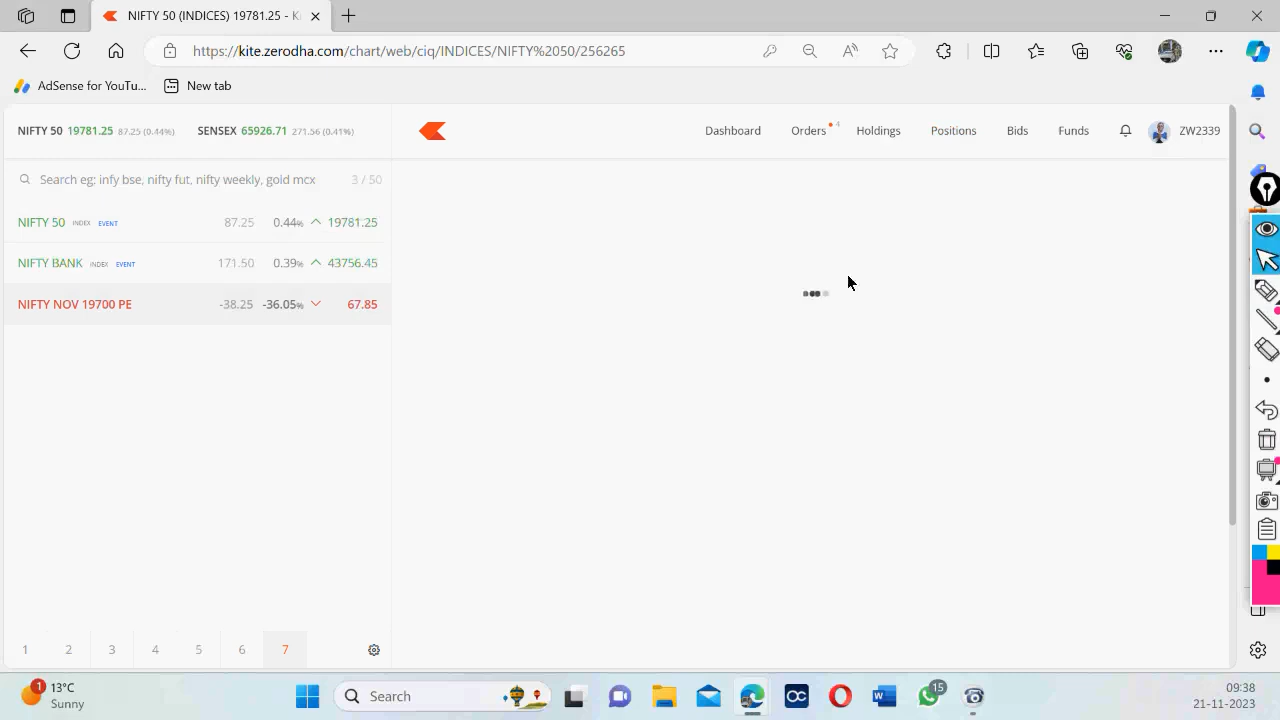 NIFTY 50 (INDICES) 19781.25 - Ki
https://kite.zerodha.com/chart/web/ciq/INDICES/NIFTY%2050/256265
AdSense for YouTu... New tab
NIFTY 50 19781.25 87.25 (0.44%) SENSEX 65926.71 271.56 (0.41%)
Dashboard Orders 4 Holdings Positions Bids Funds ZW2339
Search eg: infy bse, nifty fut, nifty weekly, gold mcx 3 / 50
NIFTY 50 INDEX EVENT 87.25 0.44% 19781.25
NIFTY BANK INDEX EVENT 171.50 0.39% 43756.45
NIFTY NOV 19700 PE -38.25 -36.05% 67.85
1 2 3 4 5 6 7
1 13°C
Sunny
Search
OC
15
09:38
21-11-2023